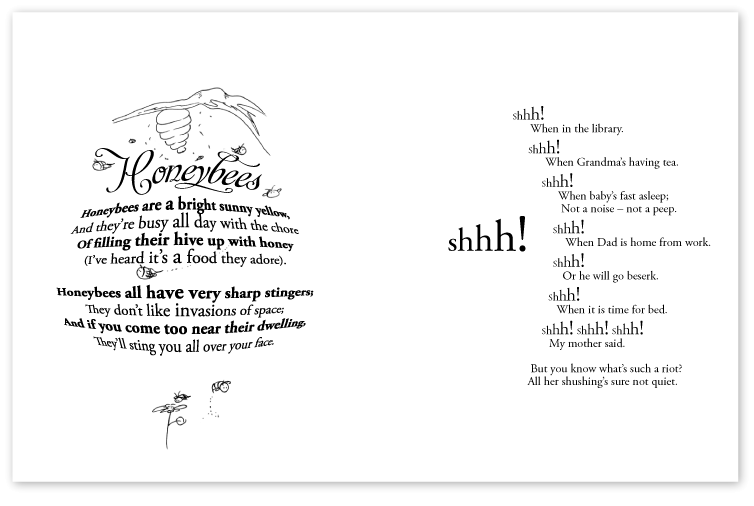 Honeybees
Honeybees are a bright sunny yellow,
And they're busy all day with the chore
Of filling their hive up with honey
(I've heard it's a food they adore).
Honeybees all have very sharp stingers;
They don't like invasions of space;
And if you come too near their dwelling,
They'll sting you all over your face.
shhh!
shhh!
When in the library.
shhh!
When Grandma's having tea.
shhh!
When baby's fast asleep;
Not a noise – not a peep.
shhh!
When Dad is home from work.
shhh!
Or he will go beserk.
shhh!
When it is time for bed.
shhh! shhh! shhh!
My mother said.
But you know what's such a riot?
All her shushing's sure not quiet.